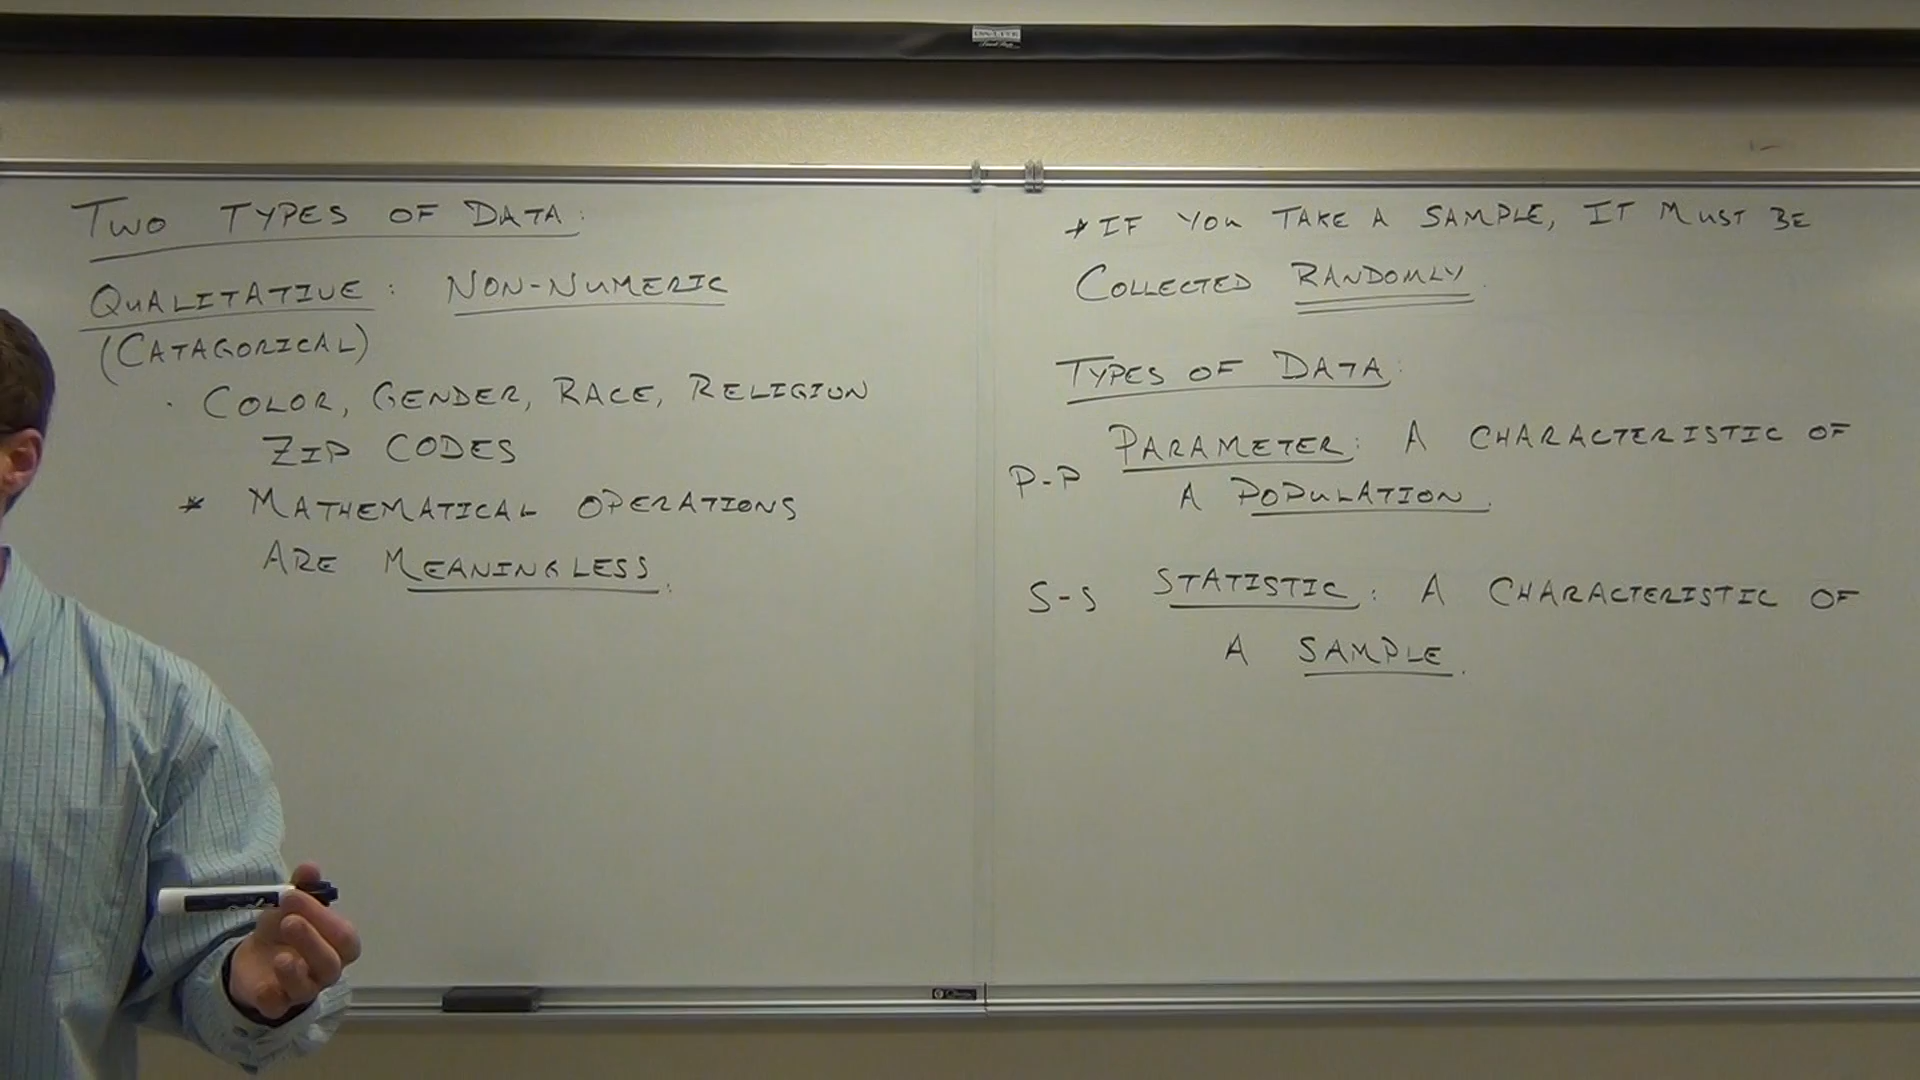 TWO TYPES OF DATA:
QUALITATIVE: NON-NUMERIC
(CATAGORICAL)
· COLOR, GENDER, RACE, RELIGION
ZIP CODES
* MATHEMATICAL OPERATIONS
ARE MEANINGLESS.
* IF YOU TAKE A SAMPLE, IT MUST BE
COLLECTED RANDOMLY.
TYPES OF DATA:
P-P PARAMETER: A CHARACTERISTIC OF
A POPULATION.
S-S STATISTIC: A CHARACTERISTIC OF
A SAMPLE.